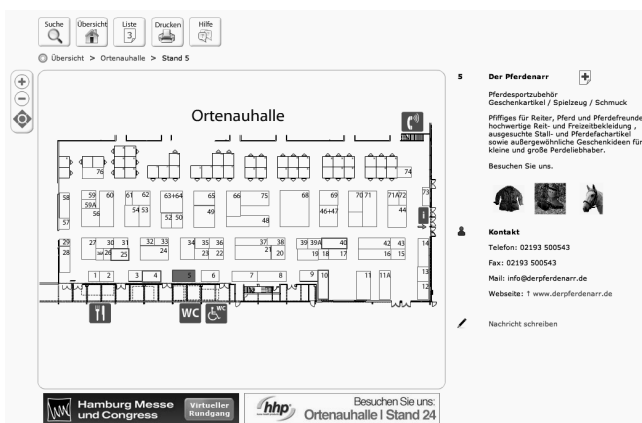 Suche
Übersicht
Liste
3
Drucken
Hilfe
Übersicht > Ortenauhalle > Stand 5
Ortenauhalle
76
74
58 59 60 61 62 63+64 65 66 75 68 69 70 71 71A 72 73
59A
56 54 53 52 50 49 48 46+47 44
57
i
29 27 30 31 32 33 34 35 36 37 38 39 39A 40 42 43 14
28 26 25 24 23 22 21 20 19 18 17 16 15
1 2 3 4 5 6 7 8 9 10 11 11A 13
12
WC
WC
5 Der Pferdenarr
Pferdesportzubehör
Geschenkartikel / Spielzeug / Schmuck
Pfiffiges für Reiter, Pferd und Pferdefreunde
hochwertige Reit- und Freizeitbekleidung ,
ausgesuchte Stall- und Pferdefachartikel
sowie außergewöhnliche Geschenkideen für
kleine und große Perdeliebhaber.
Besuchen Sie uns.
Kontakt
Telefon: 02193 500543
Fax: 02193 500543
Mail: info@derpferdenarr.de
Webseite: ↑ www.derpferdenarr.de
Nachricht schreiben
Hamburg Messe
und Congress
Virtueller
Rundgang
hhp
Besuchen Sie uns:
Ortenauhalle I Stand 24